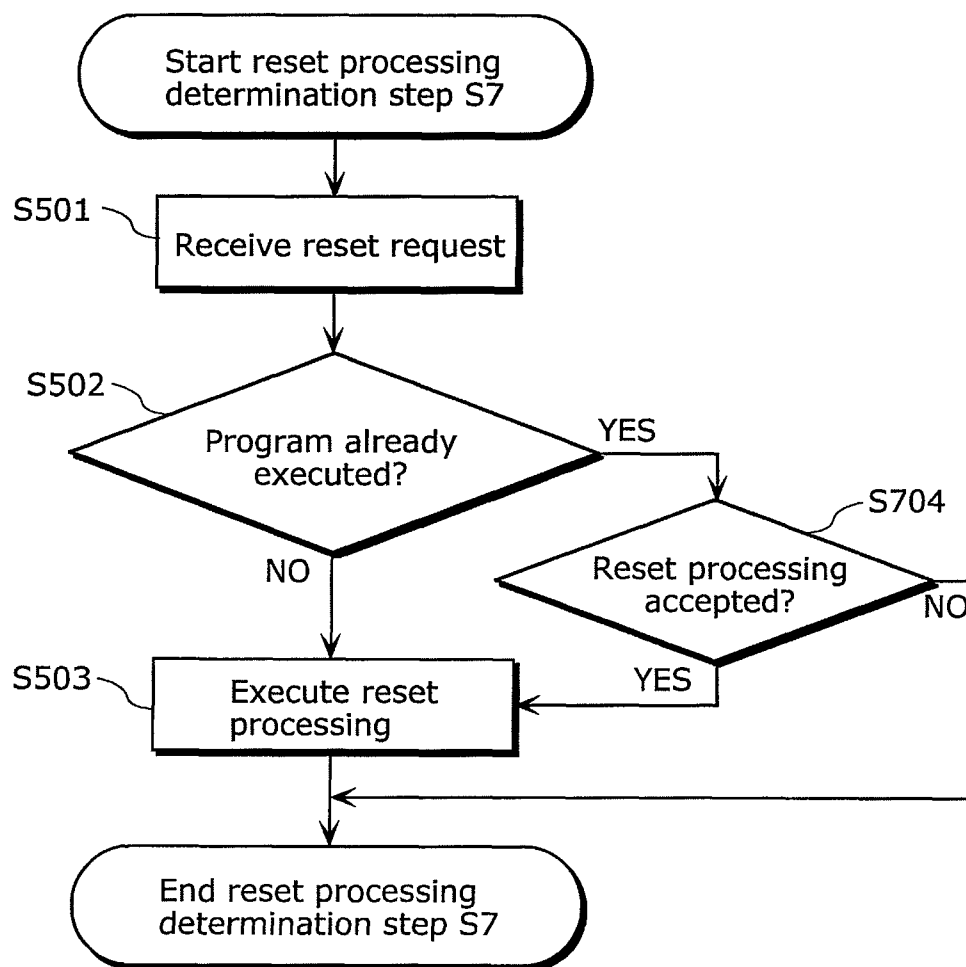 Start reset processing
determination step S7
S501
Receive reset request
S502
Program already
executed?
YES
NO
S704
Reset processing
accepted?
NO
YES
S503
Execute reset
processing
End reset processing
determination step S7